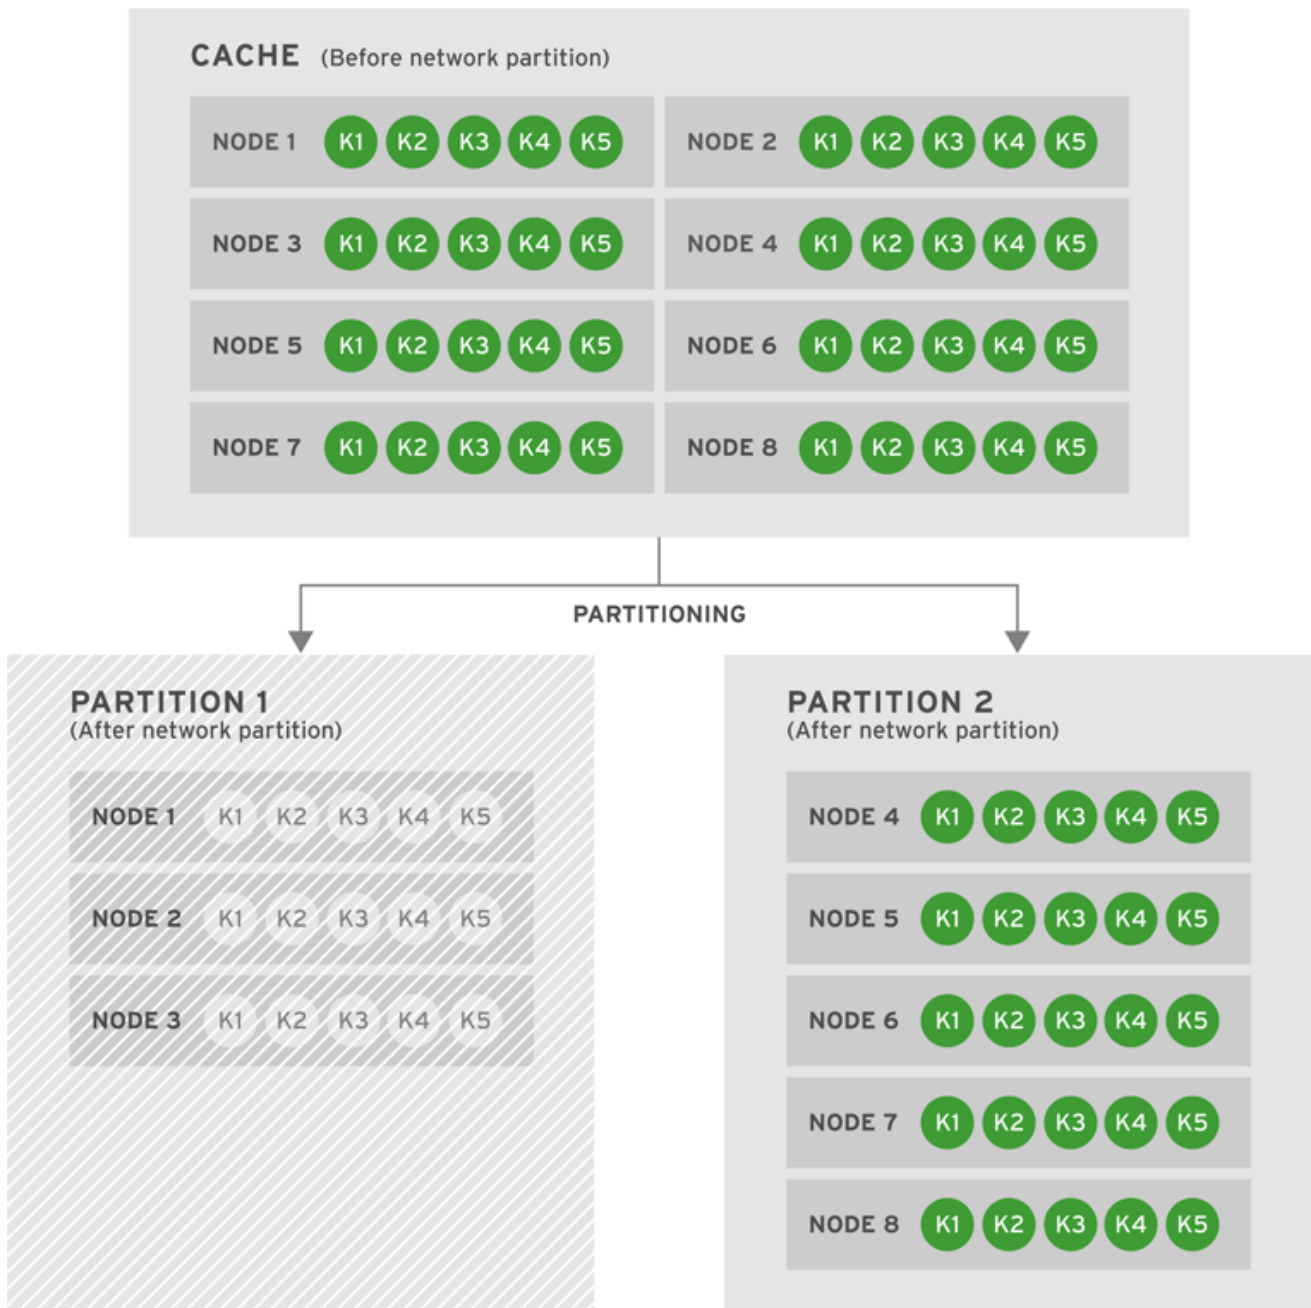 CACHE (Before network partition)
NODE 1 K1 K2 K3 K4 K5 NODE 2 K1 K2 K3 K4 K5
NODE 3 K1 K2 K3 K4 K5 NODE 4 K1 K2 K3 K4 K5
NODE 5 K1 K2 K3 K4 K5 NODE 6 K1 K2 K3 K4 K5
NODE 7 K1 K2 K3 K4 K5 NODE 8 K1 K2 K3 K4 K5
PARTITIONING
PARTITION 1
(After network partition)
NODE 1 K1 K2 K3 K4 K5
NODE 2 K1 K2 K3 K4 K5
NODE 3 K1 K2 K3 K4 K5
PARTITION 2
(After network partition)
NODE 4 K1 K2 K3 K4 K5
NODE 5 K1 K2 K3 K4 K5
NODE 6 K1 K2 K3 K4 K5
NODE 7 K1 K2 K3 K4 K5
NODE 8 K1 K2 K3 K4 K5